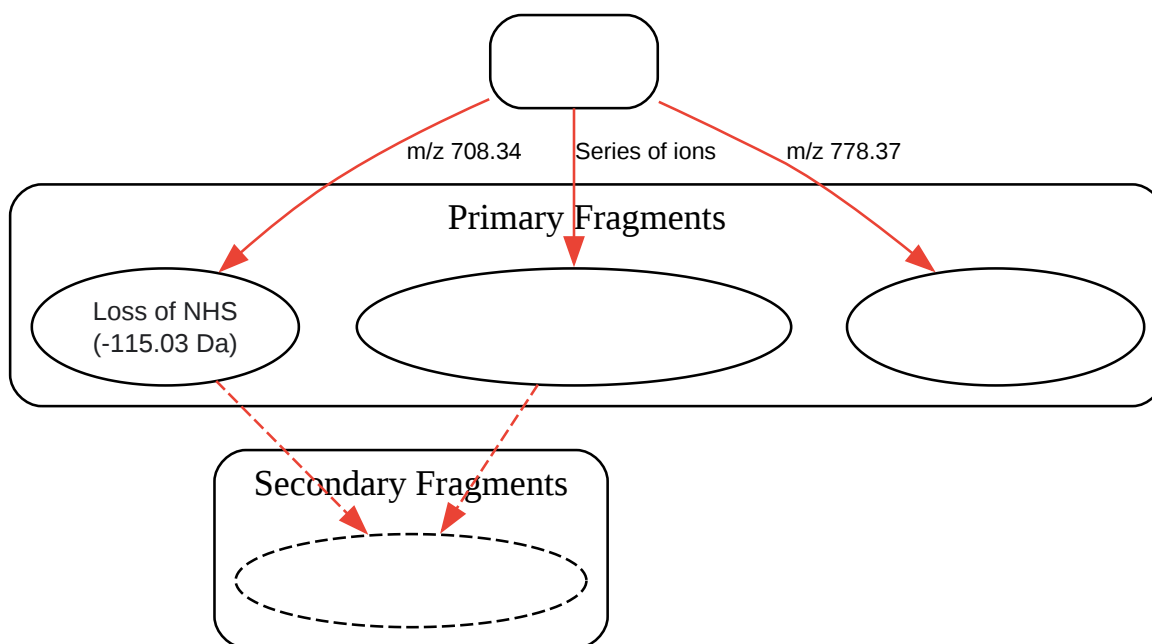 m/z 708.34
Series of ions
m/z 778.37
Primary Fragments
Loss of NHS
(-115.03 Da)
Secondary Fragments